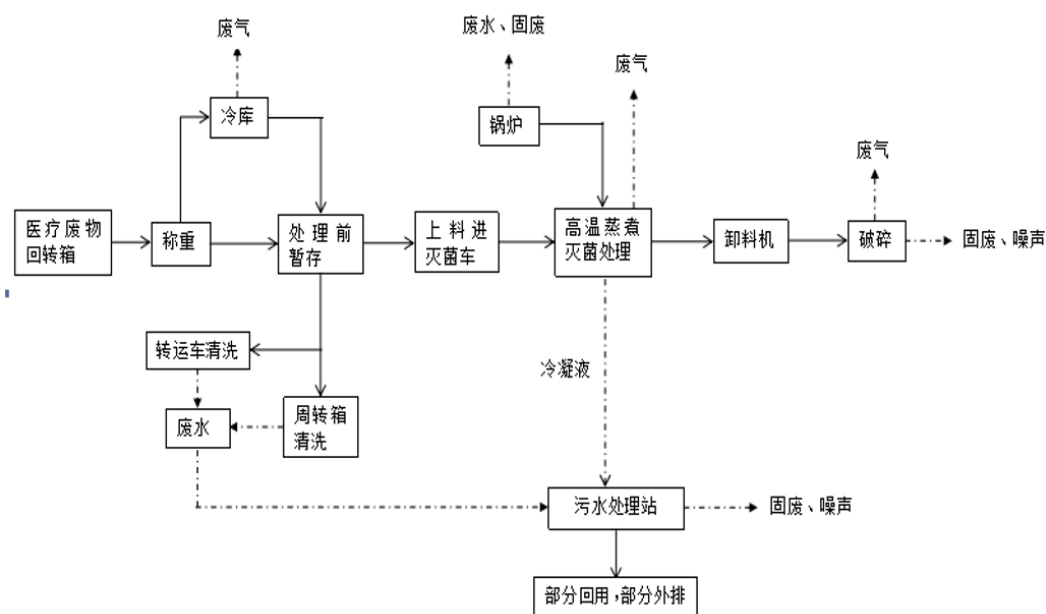 废气
废水、固废
废气
冷库
锅炉
废气
医疗废物
回转箱
称重
处理前
暂存
上料进
灭菌车
高温蒸煮
灭菌处理
卸料机
破碎
固废、噪声
转运车清洗
冷凝液
废水
周转箱
清洗
污水处理站
固废、噪声
部分回用，部分外排